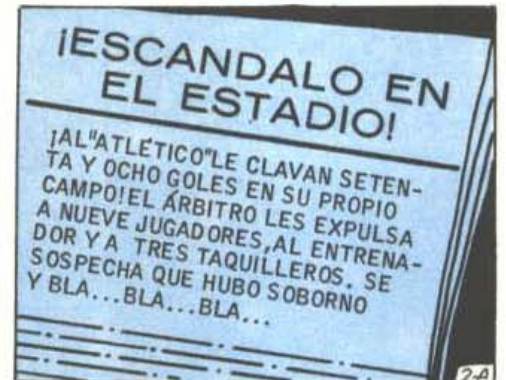 ¡ESCANDALO EN
EL ESTADIO!
¡AL"ATLÉTICO"LE CLAVAN SETEN-
TA Y OCHO GOLES EN SU PROPIO
CAMPO!EL ÁRBITRO LES EXPULSA
A NUEVE JUGADORES,AL ENTRENA-
DOR Y A TRES TAQUILLEROS. SE
SOSPECHA QUE HUBO SOBORNO
Y BLA...BLA...BLA...
2-A